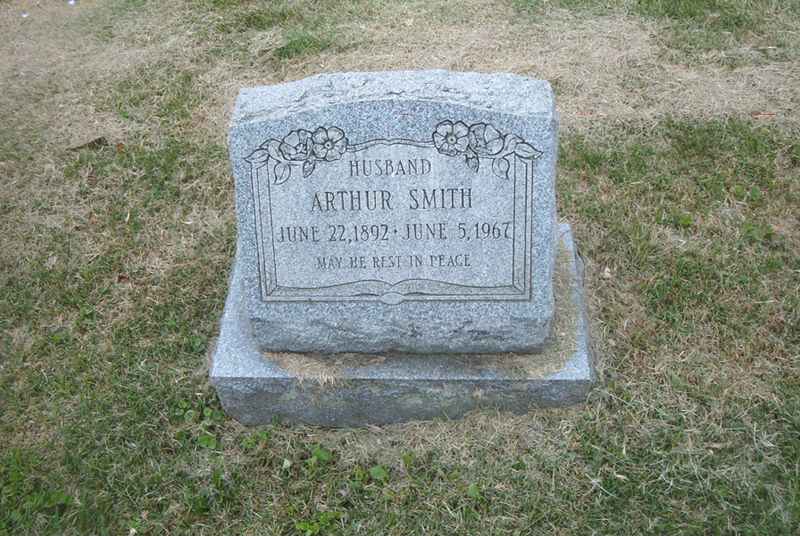 HUSBAND
ARTHUR SMITH
JUNE 22,1892 · JUNE 5,1967
MAY HE REST IN PEACE